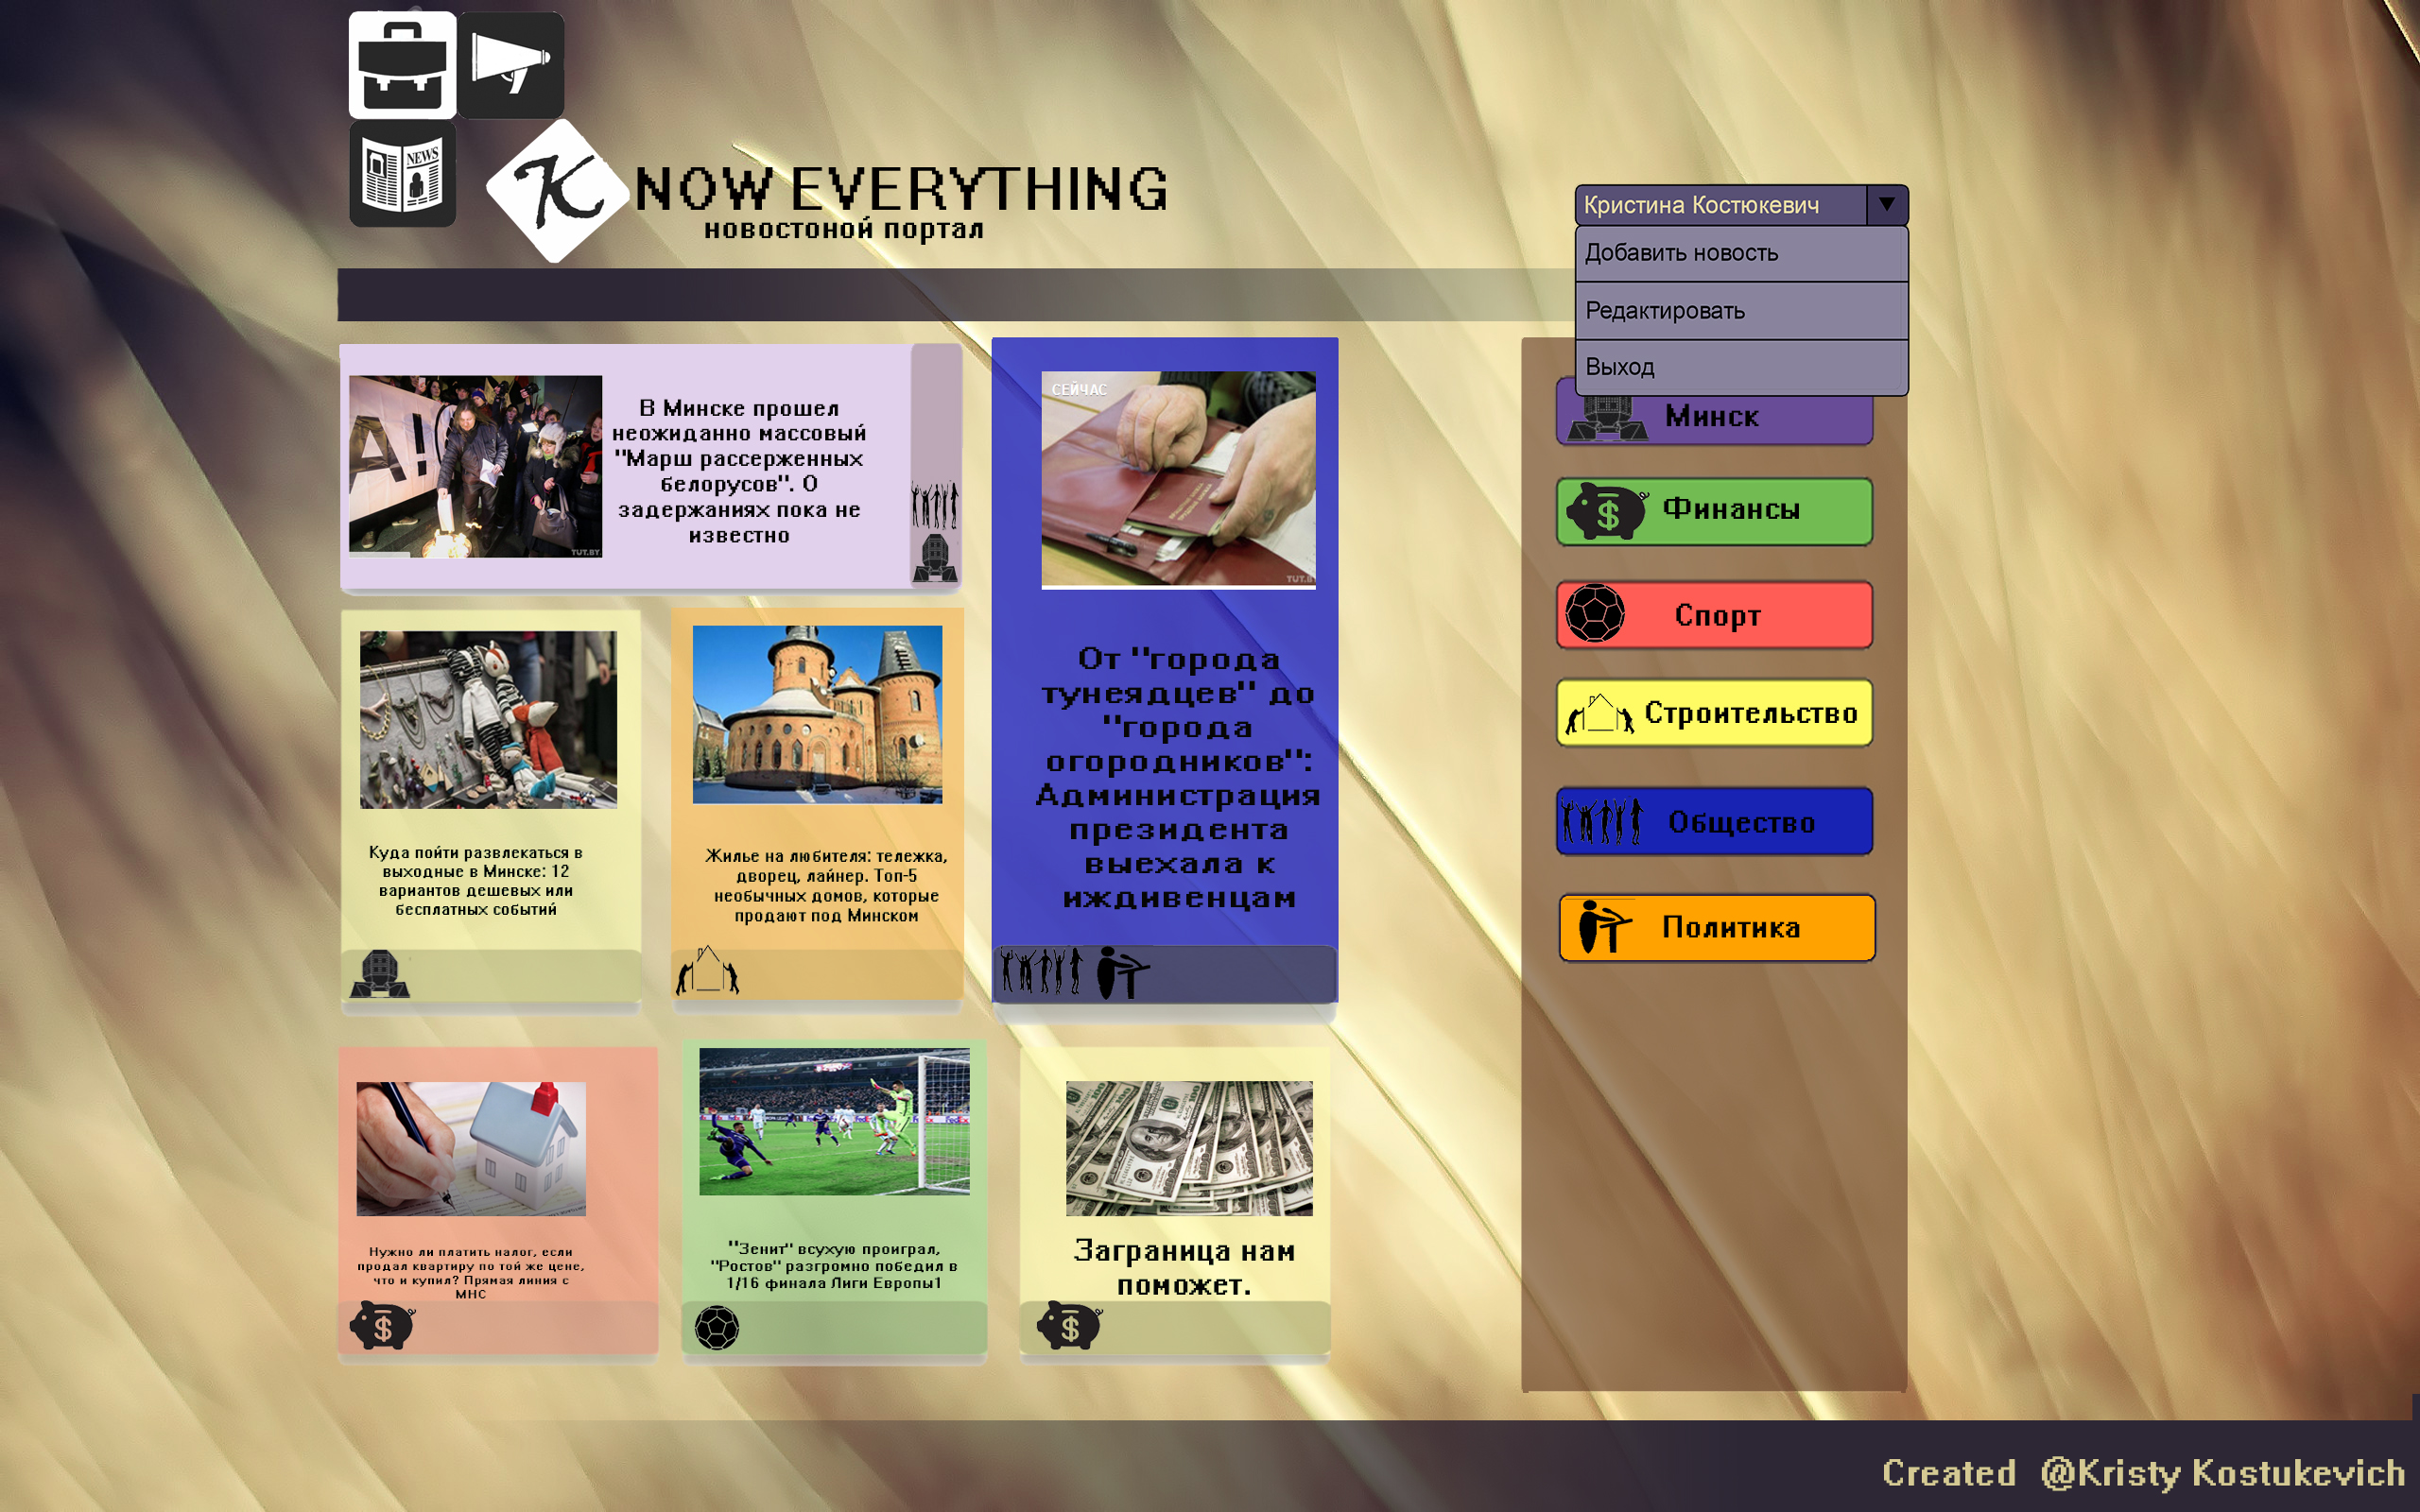 NEWS
K NOW EVERYTHING
новостоной портал
Кристина Костюкевич
Добавить новость
Редактировать
Выход
А!
TUT.BY
В Минске прошел
неожиданно массовый
"Марш рассерженных
белорусов". О
задержаниях пока не
известно
СЕЙЧАС
TUT.B
От "города
тунеядцев" до
"города
огородников":
Администрация
президента
выехала к
иждивенцам
Минск
Финансы
Спорт
Строительство
Общество
Политика
Куда пойти развлекаться в
выходные в Минске: 12
вариантов дешевых или
бесплатных событий
Жилье на любителя: тележка,
дворец, лайнер. Топ-5
необычных домов, которые
продают под Минском
Нужно ли платить налог, если
продал квартиру по той же цене,
что и купил? Прямая линия с
МНС
"Зенит" всухую проиграл,
"Ростов" разгромно победил в
1/16 финала Лиги Европы1
Заграница нам
поможет.
Created @Kristy Kostukevich